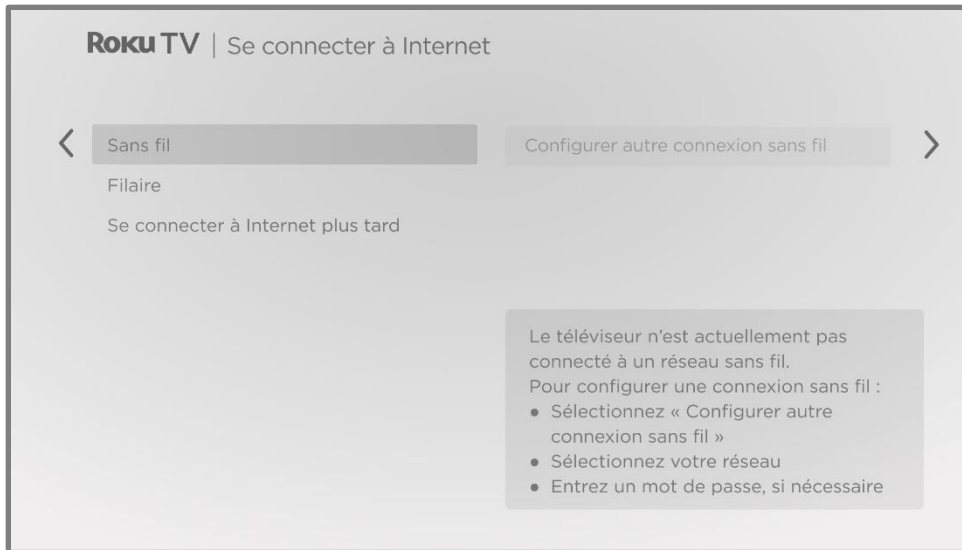 Roku TV | Se connecter à Internet
Sans fil
Configurer autre connexion sans fil
Filaire
Se connecter à Internet plus tard
Le téléviseur n'est actuellement pas
connecté à un réseau sans fil.
Pour configurer une connexion sans fil :
● Sélectionnez « Configurer autre
connexion sans fil »
● Sélectionnez votre réseau
● Entrez un mot de passe, si nécessaire